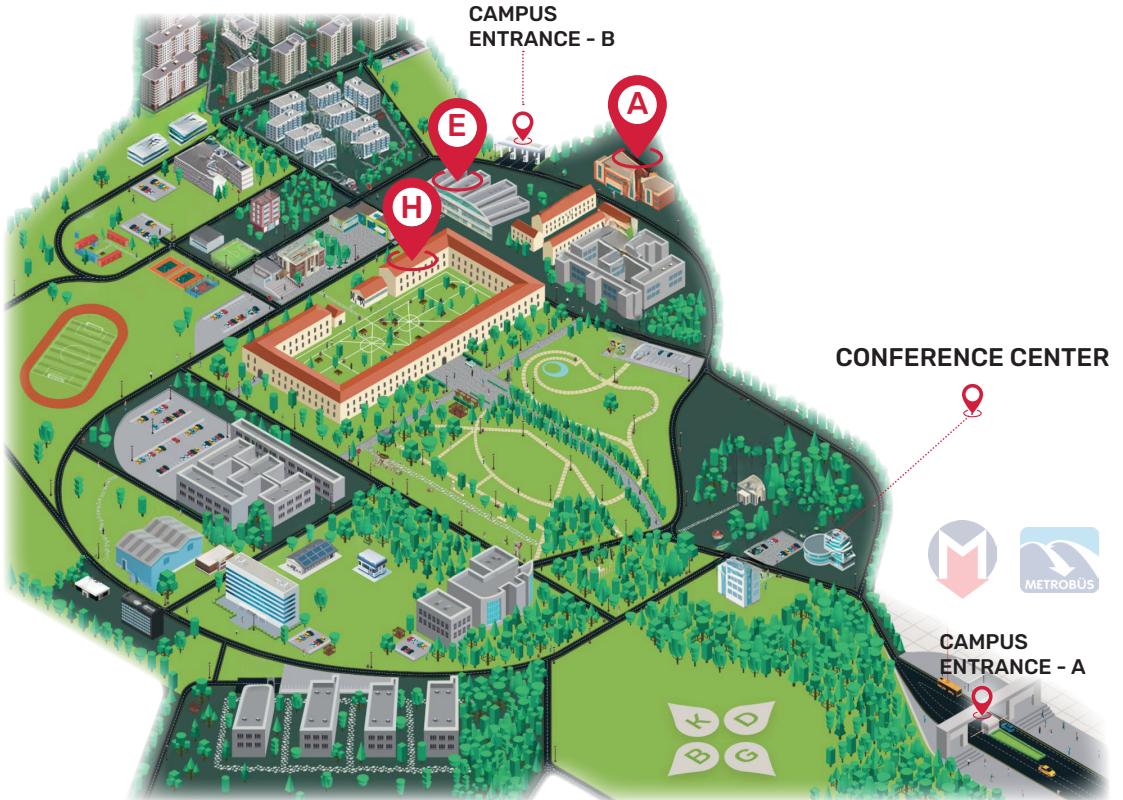 CAMPUS
ENTRANCE - B
A
E
H
CONFERENCE CENTER
M
METROBÜS
CAMPUS
ENTRANCE - A
K D
B G